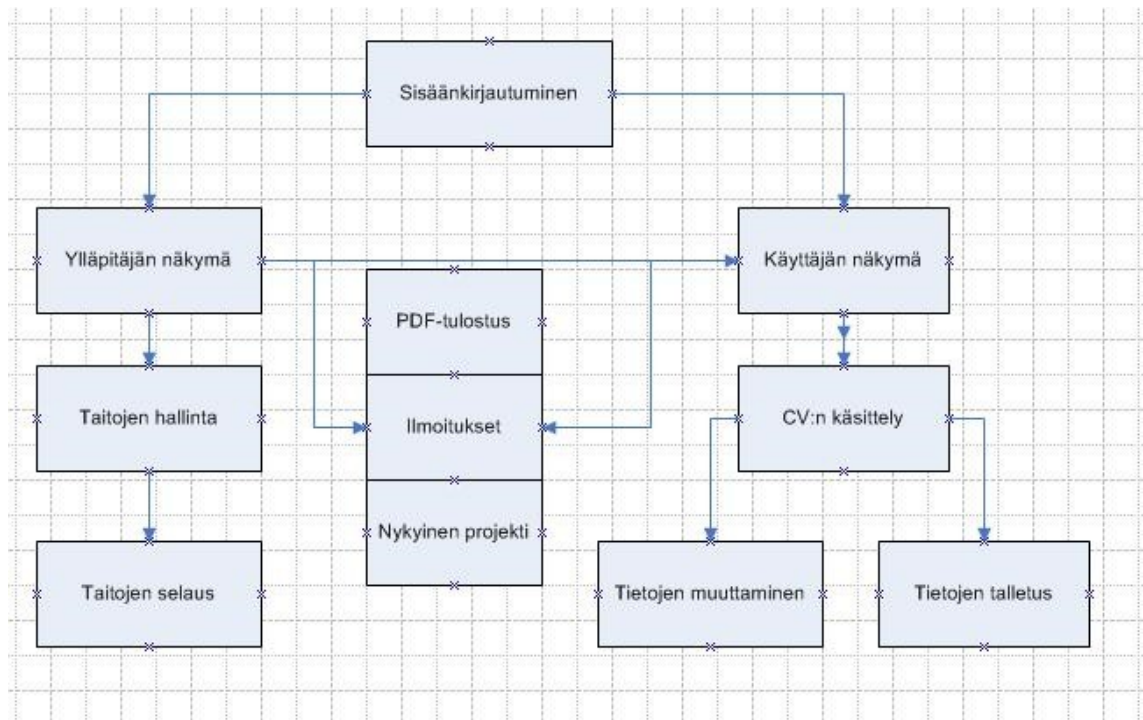 Sisäänkirjautuminen
Ylläpitäjän näkymä
Käyttäjän näkymä
PDF-tulostus
Taitojen hallinta
Ilmoitukset
CV:n käsittely
Nykyinen projekti
Taitojen selaus
Tietojen muuttaminen
Tietojen talletus